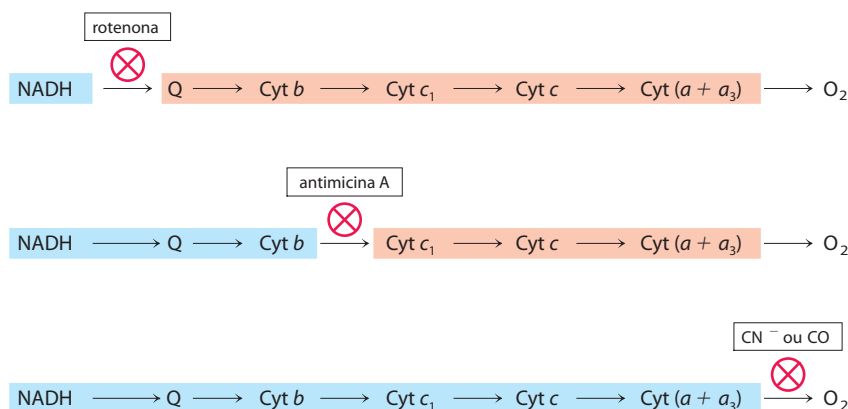 rotenona
NADH → Q → Cyt b → Cyt c₁ → Cyt c → Cyt (a + a₃) → O₂
antimicina A
NADH → Q → Cyt b → Cyt c₁ → Cyt c → Cyt (a + a₃) → O₂
CN⁻ ou CO
NADH → Q → Cyt b → Cyt c₁ → Cyt c → Cyt (a + a₃) → O₂